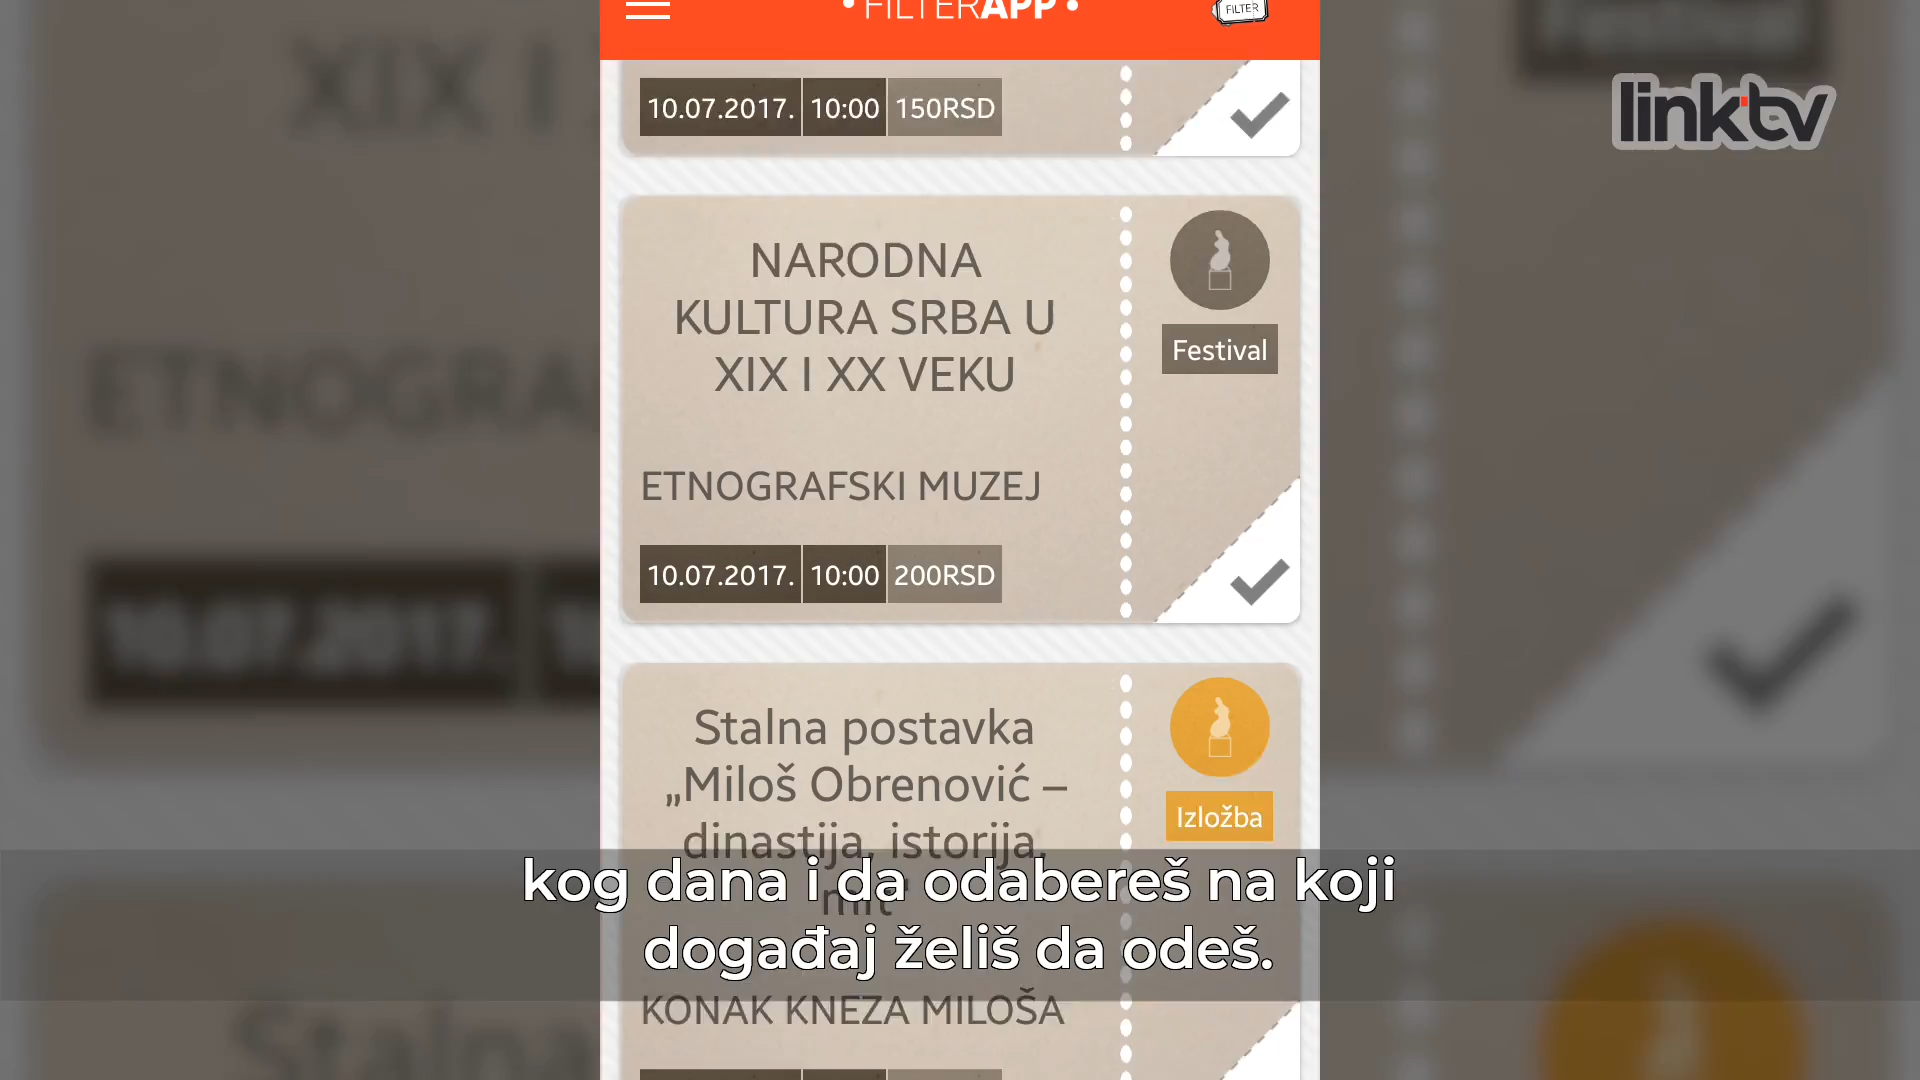 • FILTERAPP •
FILTER
10.07.2017. 10:00 150RSD
linktv
NARODNA
KULTURA SRBA U
XIX I XX VEKU
Festival
ETNOGRAFSKI MUZEJ
10.07.2017. 10:00 200RSD
Stalna postavka
„Miloš Obrenović –
dinastija, istorija,
mit“
Izložba
kog dana i da odabereš na koji
događaj želiš da odeš.
KONAK KNEZA MILOŠA